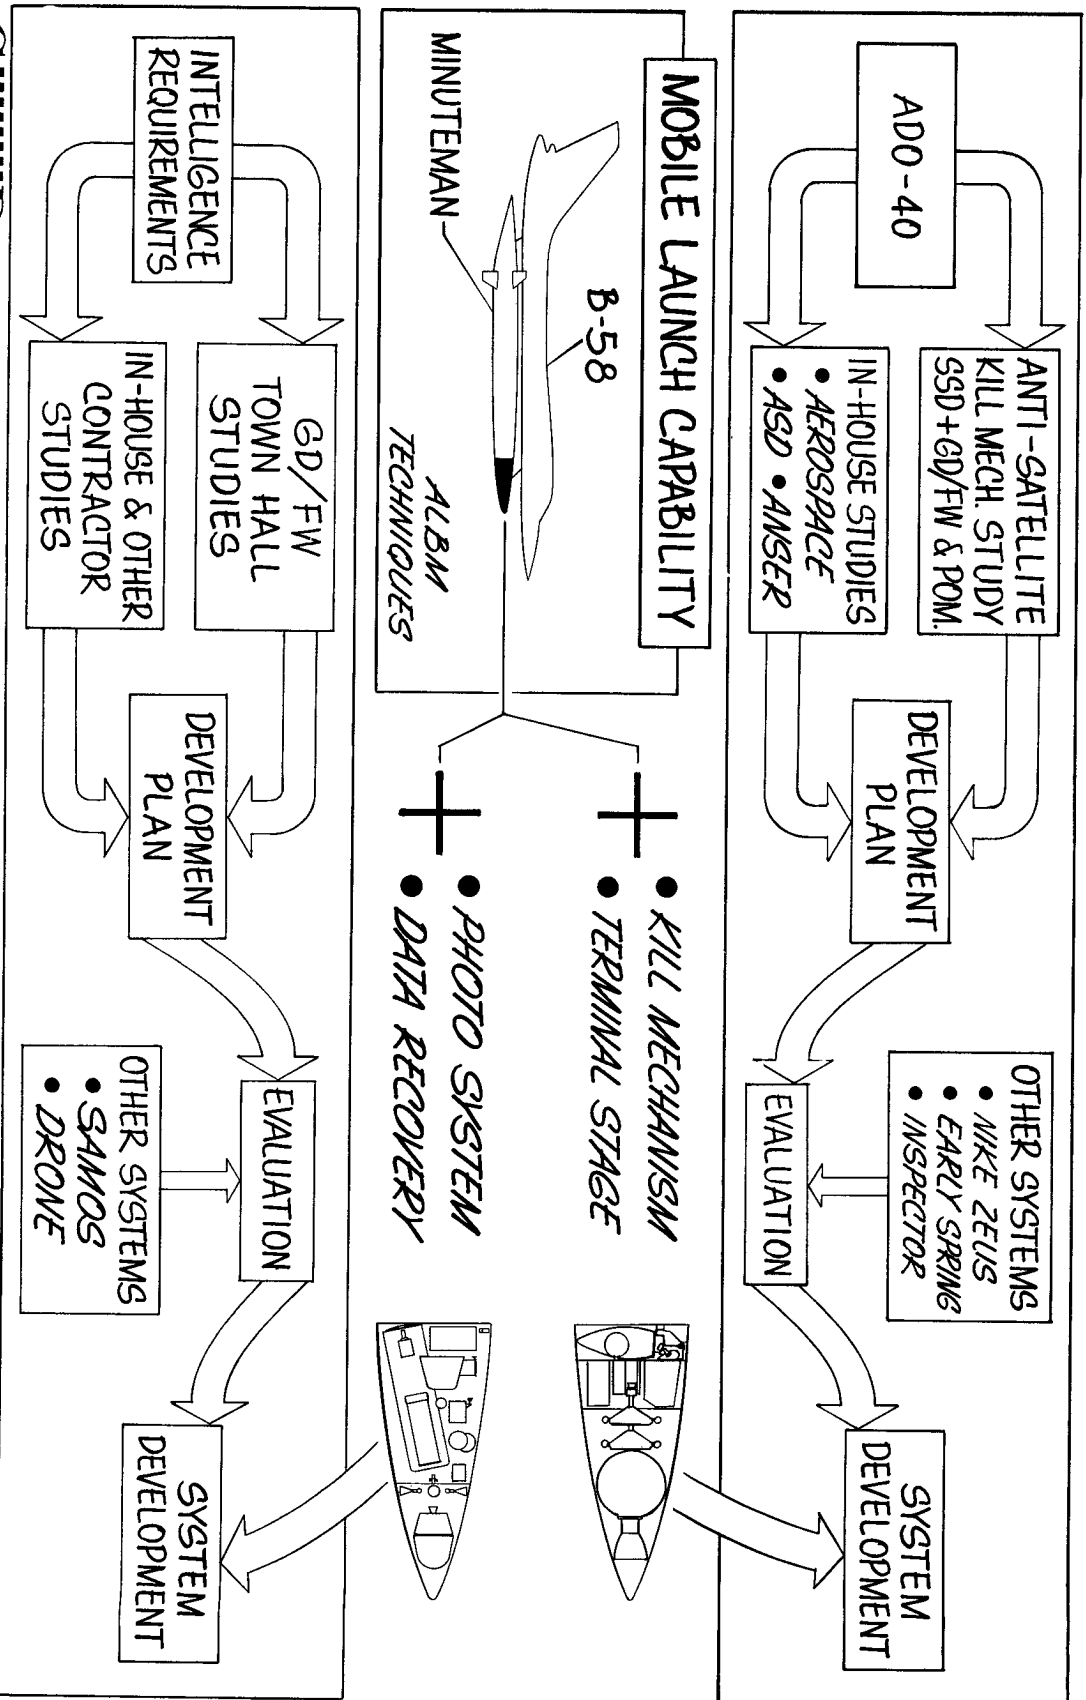 ADO-40
ANTI-SATELLITE
KILL MECH. STUDY
SSD+GD/FW & POM.
IN-HOUSE STUDIES
• AEROSPACE
• ASD • ANSER
DEVELOPMENT
PLAN
OTHER SYSTEMS
• NIKE ZEUS
• EARLY SPRING
• INSPECTOR
EVALUATION
SYSTEM
DEVELOPMENT
MOBILE LAUNCH CAPABILITY
B-58
MINUTEMAN
ALBM
TECHNIQUES
• KILL MECHANISM
• TERMINAL STAGE
• PHOTO SYSTEM
• DATA RECOVERY
INTELLIGENCE
REQUIREMENTS
GD/FW
TOWN HALL
STUDIES
IN-HOUSE & OTHER
CONTRACTOR
STUDIES
DEVELOPMENT
PLAN
EVALUATION
OTHER SYSTEMS
• SAMOS
• DRONE
SYSTEM
DEVELOPMENT